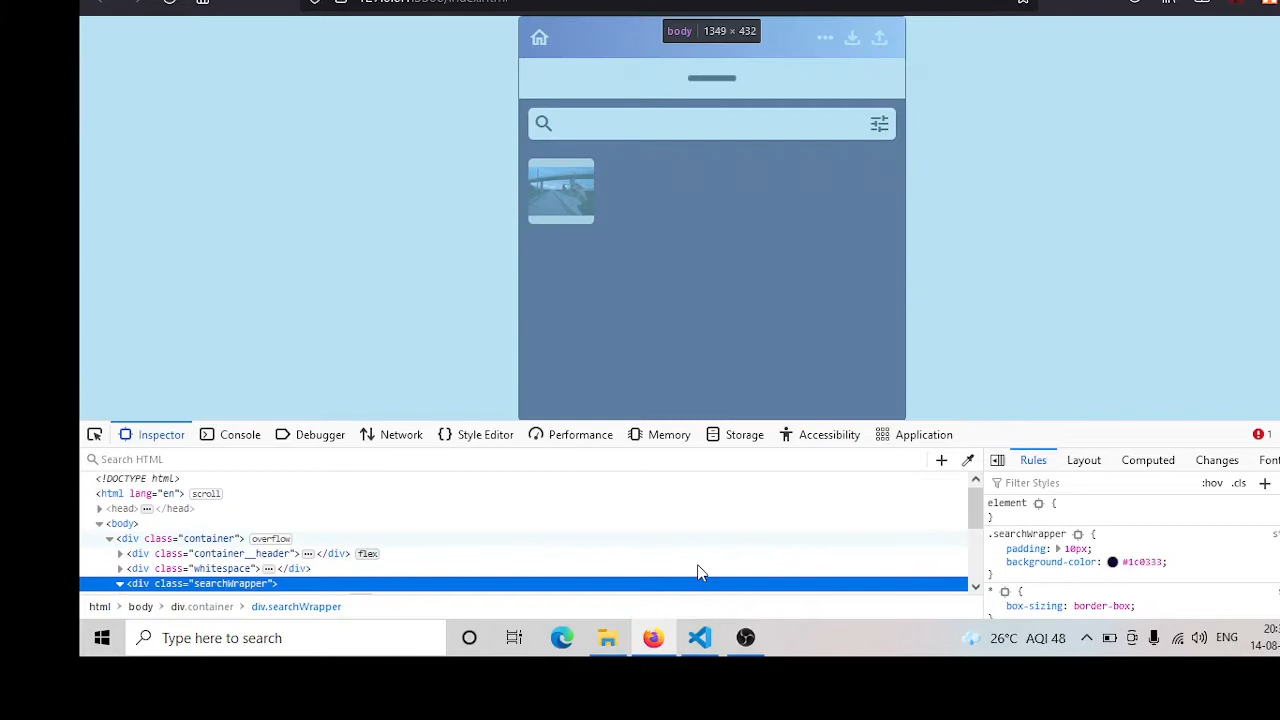 body 1349 × 432
Inspector Console Debugger Network Style Editor Performance Memory Storage Accessibility Application 1
Search HTML
Rules Layout Computed Changes
Filter Styles :hov .cls
<!DOCTYPE html>
<html lang="en"> scroll
<head> </head>
<body>
<div class="container"> overflow
<div class="container__header"> </div> flex
<div class="whitespace"> </div>
<div class="searchWrapper">
element {
}
.searchWrapper {
padding: 10px;
background-color: #1c0333;
}
* {
box-sizing: border-box;
}
html body div.container div.searchWrapper
Type here to search
26°C AQI 48 ENG
14-08-